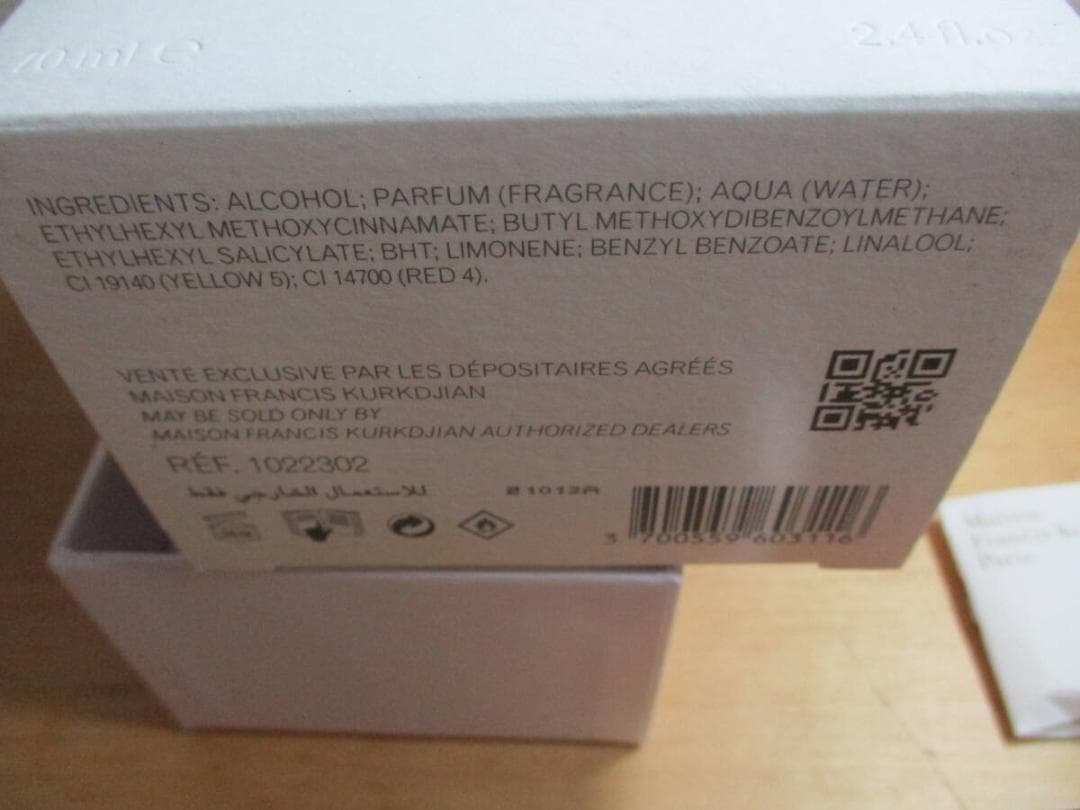 70 ml e
2.4 fl.oz.
INGREDIENTS: ALCOHOL; PARFUM (FRAGRANCE); AQUA (WATER);
ETHYLHEXYL METHOXYCINNAMATE; BUTYL METHOXYDIBENZOYLMETHANE;
ETHYLHEXYL SALICYLATE; BHT; LIMONENE; BENZYL BENZOATE; LINALOOL;
CI 19140 (YELLOW 5); CI 14700 (RED 4).
VENTE EXCLUSIVE PAR LES DÉPOSITAIRES AGRÉÉS
MAISON FRANCIS KURKDJIAN
MAY BE SOLD ONLY BY
MAISON FRANCIS KURKDJIAN AUTHORIZED DEALERS
RÉF. 1022302
للاستعمال الخارجي فقط
3 700559 603116
Maison
Francis
Paris